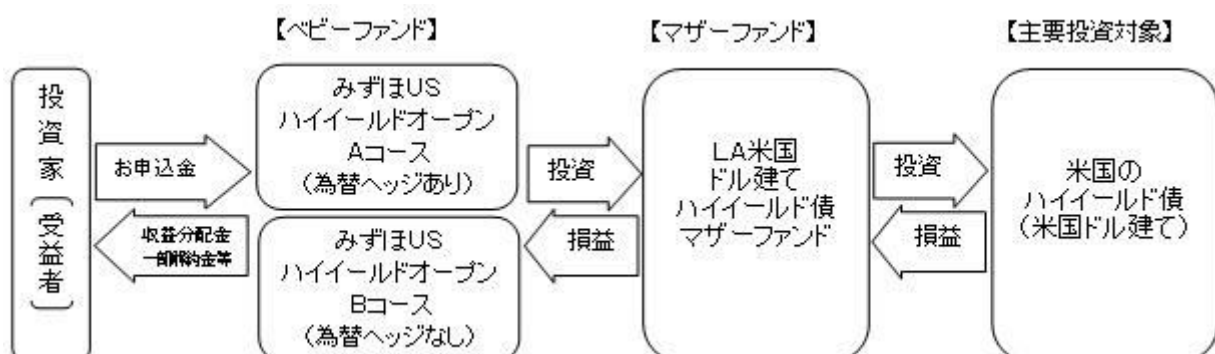 【ベビーファンド】
【マザーファンド】
【主要投資対象】
投資家(受益者)
お申込金
収益分配金
一部解約金等
みずほUS
ハイイールドオープン
Aコース
(為替ヘッジあり)
みずほUS
ハイイールドオープン
Bコース
(為替ヘッジなし)
投資
損益
LA米国
ドル建て
ハイイールド債
マザーファンド
投資
損益
米国の
ハイイールド債
(米国ドル建て)